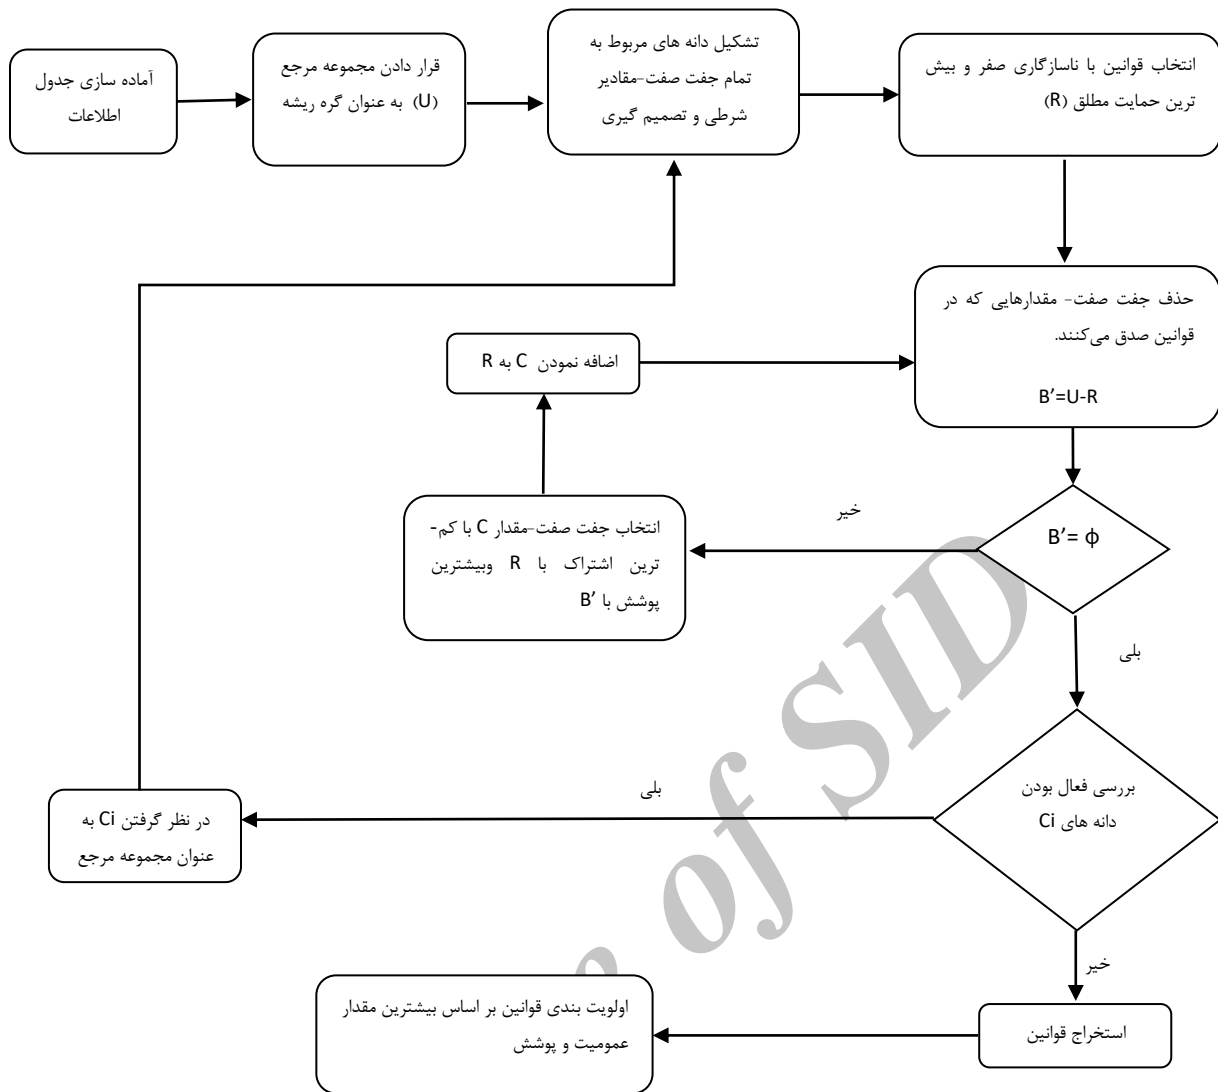 آماده سازی جدول
اطلاعات
قرار دادن مجموعه مرجع
(U) به عنوان گره ریشه
تشکیل دانه های مربوط به
تمام جفت صفت-مقادیر
شرطی و تصمیم گیری
انتخاب قوانین با ناسازگاری صفر و بیش
ترین حمایت مطلق (R)
حذف جفت صفت- مقدارهایی که در
قوانین صدق می‌کنند.
B′=U-R
اضافه نمودن C به R
انتخاب جفت صفت-مقدار C با کم-
ترین اشتراک با R وبیشترین
پوشش با B′
خیر
B′= ϕ
بلی
بررسی فعال بودن
دانه های Ci
بلی
در نظر گرفتن Ci به
عنوان مجموعه مرجع
خیر
استخراج قوانین
اولویت بندی قوانین بر اساس بیشترین مقدار
عمومیت و پوشش
of SID